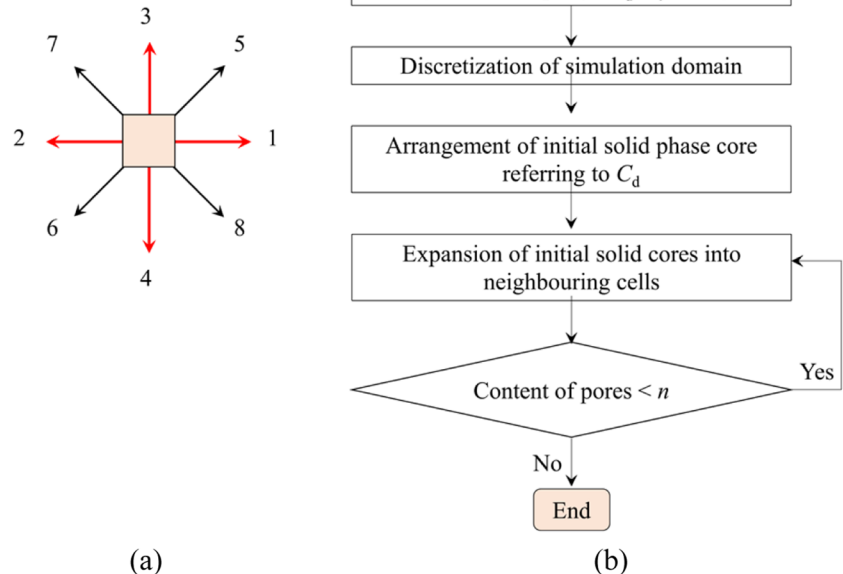 3
7
5
2
1
6
8
4
(a)
Discretization of simulation domain
Arrangement of initial solid phase core
referring to Cd
Expansion of initial solid cores into
neighbouring cells
Content of pores < n
Yes
No
End
(b)